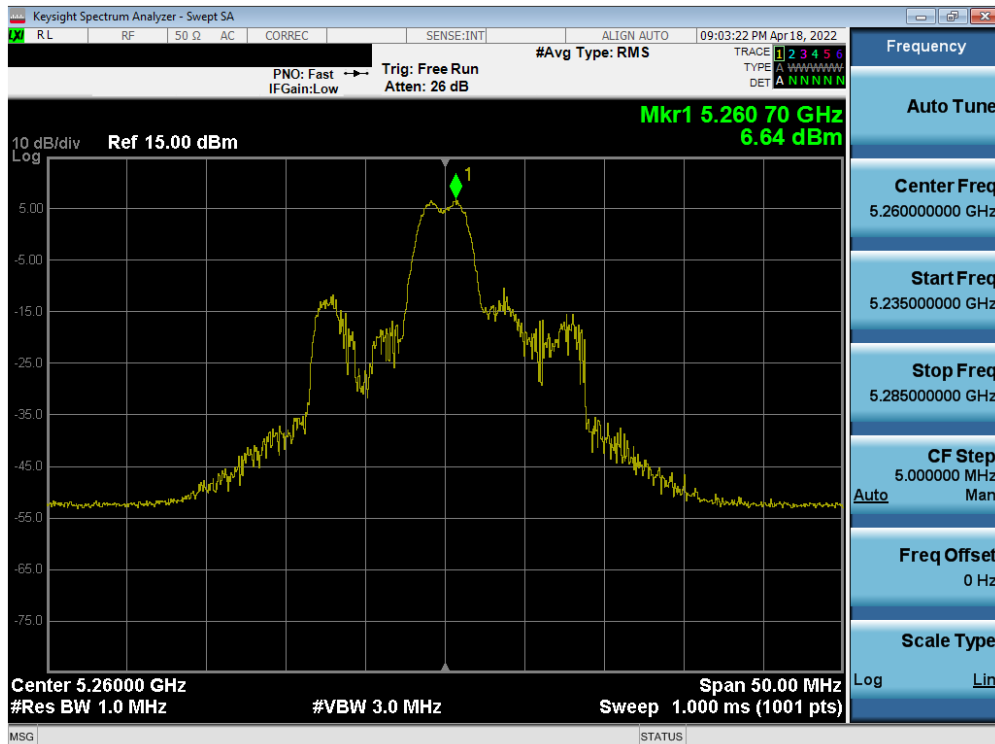 Keysight Spectrum Analyzer - Swept SA
LXI RL RF 50 Ω AC CORREC SENSE:INT ALIGN AUTO 09:03:22 PM Apr 18, 2022
PNO: Fast
IFGain:Low
Trig: Free Run
Atten: 26 dB
#Avg Type: RMS
TRACE 1 2 3 4 5 6
TYPE A WWWWW
DET A N N N N N
Mkr1 5.260 70 GHz
6.64 dBm
10 dB/div Ref 15.00 dBm
Log
1
5.00
-5.00
-15.0
-25.0
-35.0
-45.0
-55.0
-65.0
-75.0
Center 5.26000 GHz Span 50.00 MHz
#Res BW 1.0 MHz #VBW 3.0 MHz Sweep 1.000 ms (1001 pts)
MSG STATUS
Frequency
Auto Tune
Center Freq
5.260000000 GHz
Start Freq
5.235000000 GHz
Stop Freq
5.285000000 GHz
CF Step
5.000000 MHz
Auto Man
Freq Offset
0 Hz
Scale Type
Log Lin